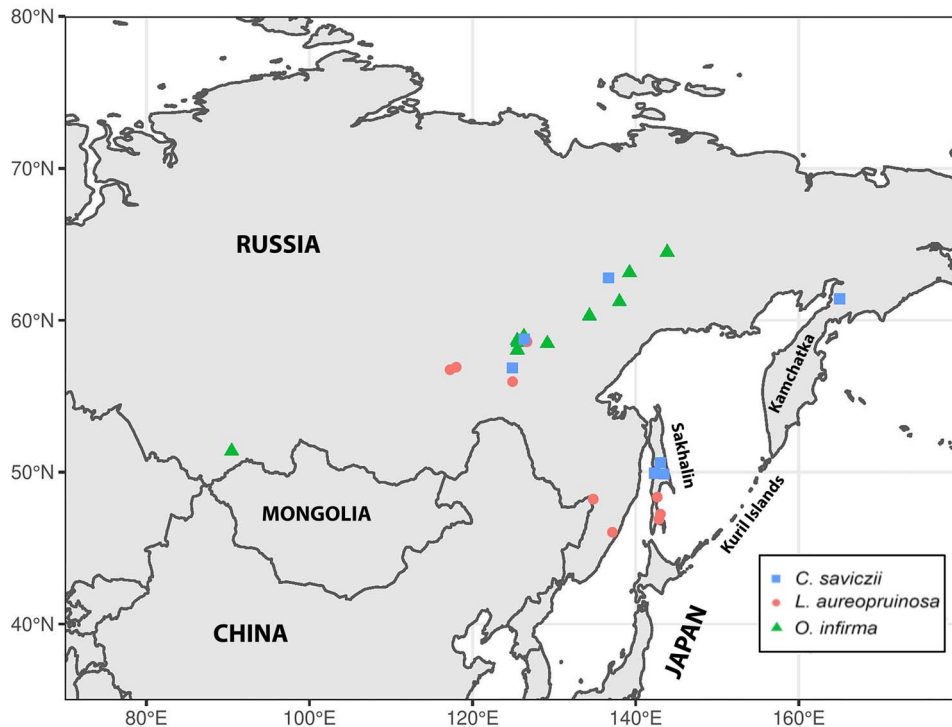 80°N
70°N
60°N
50°N
40°N
RUSSIA
MONGOLIA
CHINA
Sakhalin
Kamchatka
Kuril Islands
JAPAN
C. saviczii
L. aureopruinosa
O. infirma
80°E
100°E
120°E
140°E
160°E